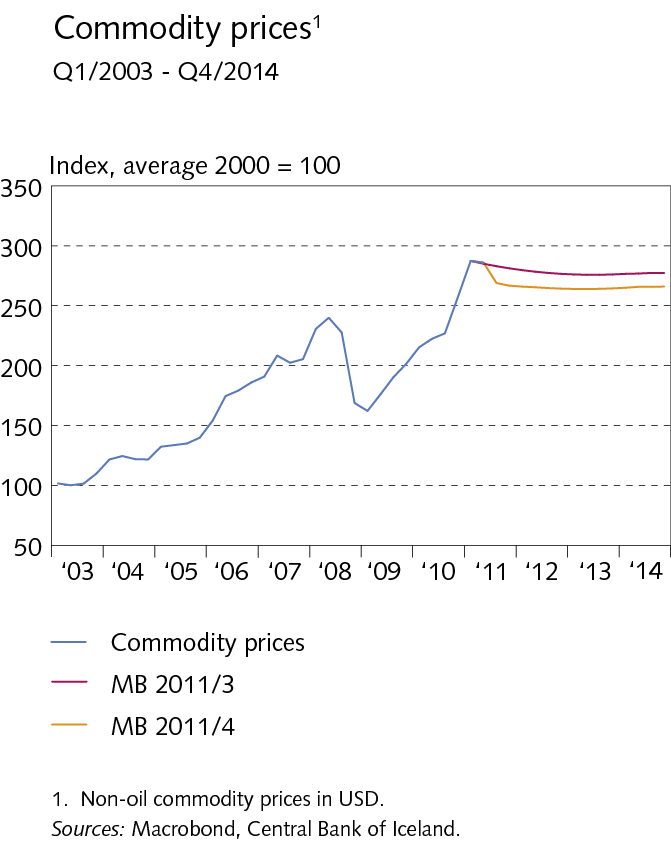 Commodity prices¹
Q1/2003 - Q4/2014
Index, average 2000 = 100
350
300
250
200
150
100
50
‘03 ‘04 ‘05 ‘06 ‘07 ‘08 ‘09 ‘10 ‘11 ‘12 ‘13 ‘14
Commodity prices
MB 2011/3
MB 2011/4
1. Non-oil commodity prices in USD.
Sources: Macrobond, Central Bank of Iceland.